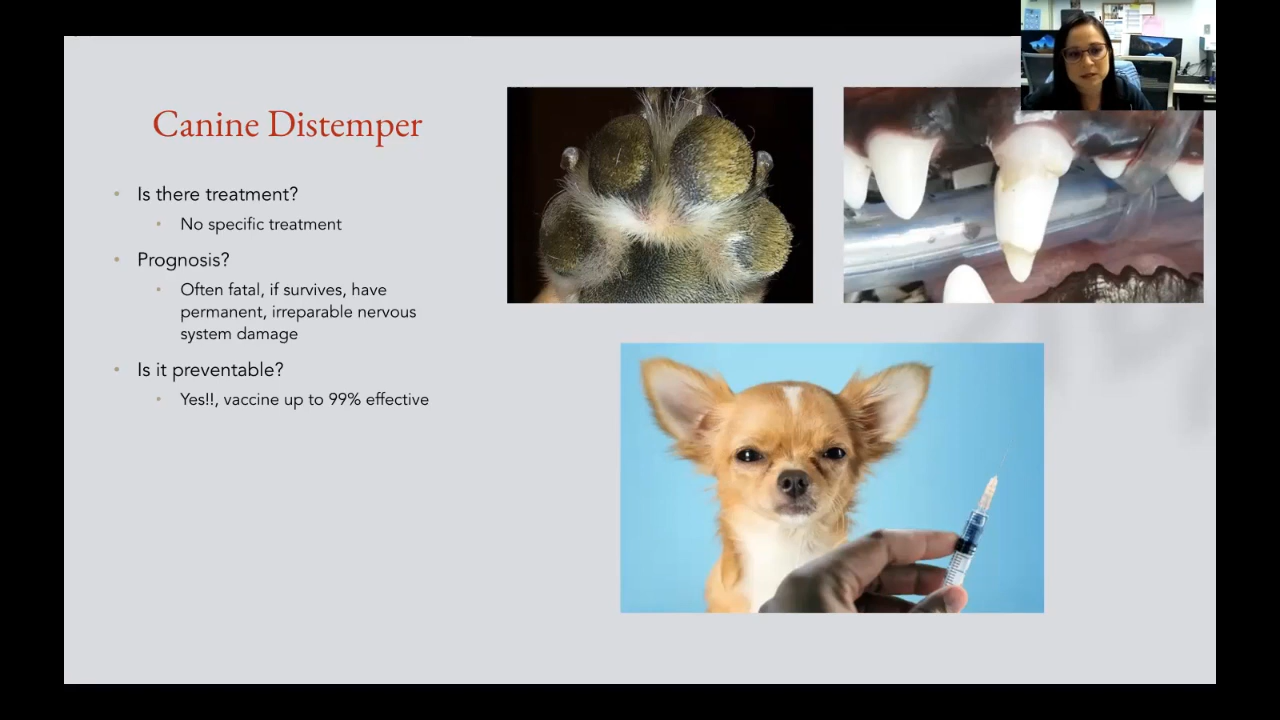 Canine Distemper
Is there treatment?
No specific treatment
Prognosis?
Often fatal, if survives, have
permanent, irreparable nervous
system damage
Is it preventable?
Yes!!, vaccine up to 99% effective